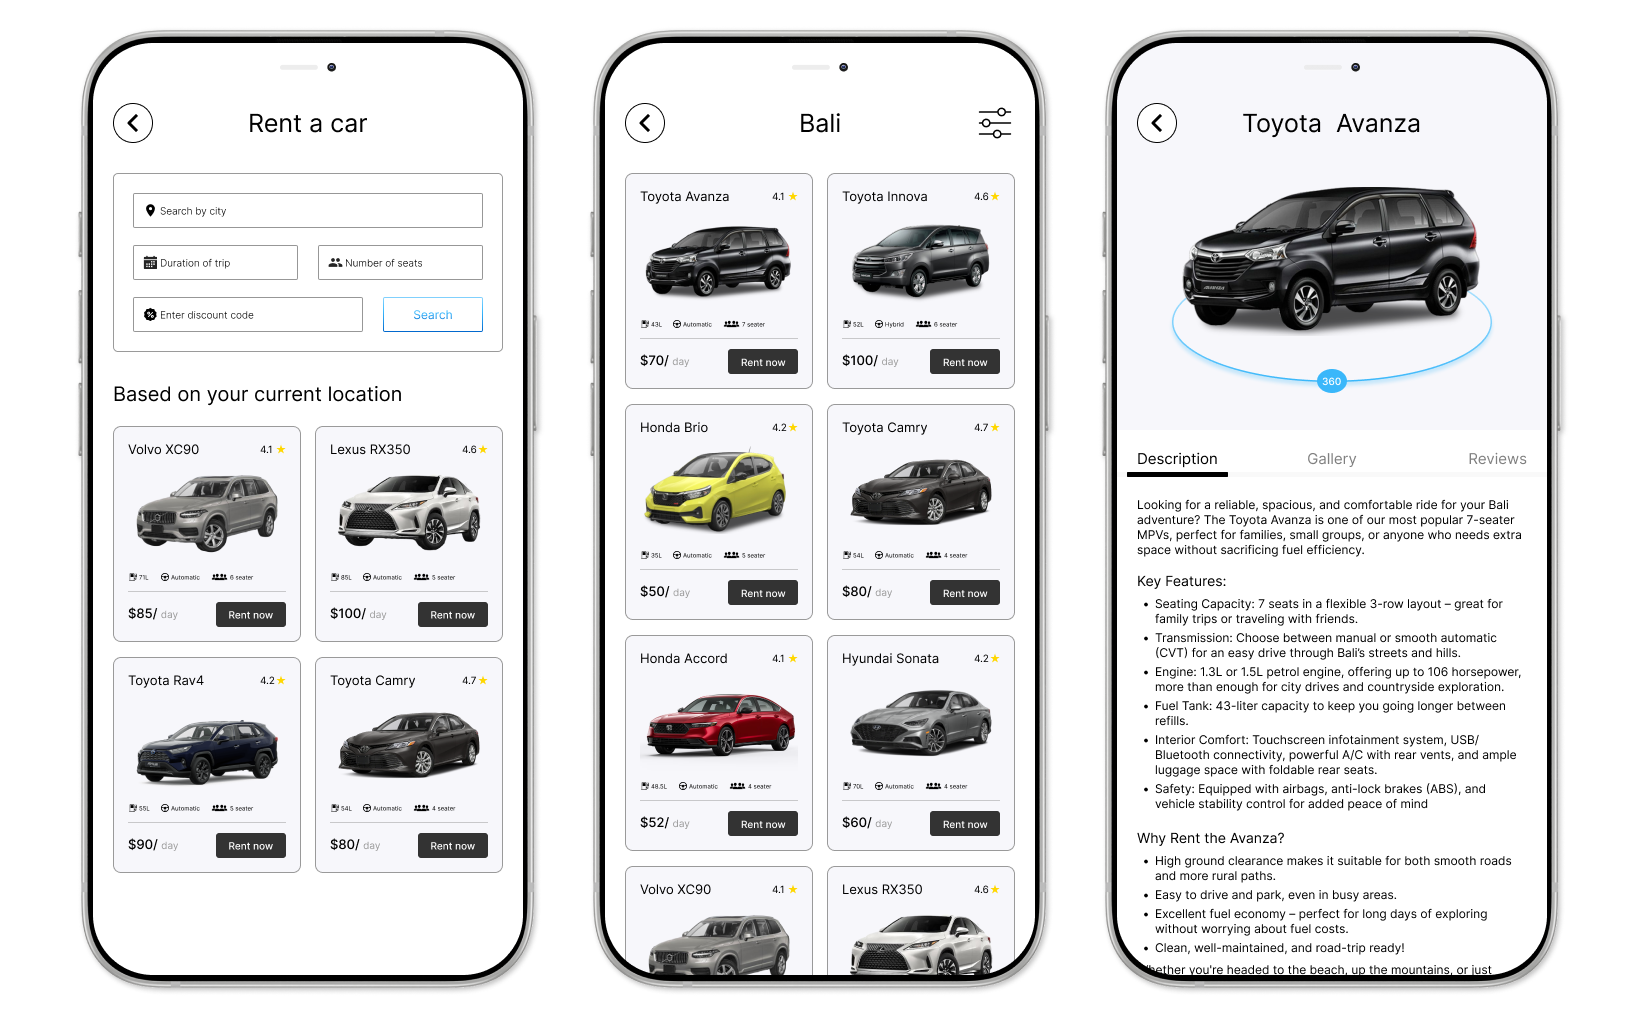 Rent a car
Search by city
Duration of trip
Number of seats
Enter discount code
Search
Based on your current location
Volvo XC90 4.1
71L Automatic 6 seater
$85/ day Rent now
Lexus RX350 4.6
85L Automatic 5 seater
$100/ day Rent now
Toyota Rav4 4.2
55L Automatic 5 seater
$90/ day Rent now
Toyota Camry 4.7
54L Automatic 4 seater
$80/ day Rent now
Bali
Toyota Avanza 4.1
43L Automatic 7 seater
$70/ day Rent now
Toyota Innova 4.6
52L Hybrid 6 seater
$100/ day Rent now
Honda Brio 4.2
35L Automatic 5 seater
$50/ day Rent now
Toyota Camry 4.7
54L Automatic 4 seater
$80/ day Rent now
Honda Accord 4.1
48.5L Automatic 4 seater
$52/ day Rent now
Hyundai Sonata 4.2
70L Automatic 4 seater
$60/ day Rent now
Volvo XC90 4.1
Lexus RX350 4.6
Toyota Avanza
360
Description
Gallery
Reviews
Looking for a reliable, spacious, and comfortable ride for your Bali
adventure? The Toyota Avanza is one of our most popular 7-seater
MPVs, perfect for families, small groups, or anyone who needs extra
space without sacrificing fuel efficiency.
Key Features:
• Seating Capacity: 7 seats in a flexible 3-row layout – great for
family trips or traveling with friends.
• Transmission: Choose between manual or smooth automatic
(CVT) for an easy drive through Bali's streets and hills.
• Engine: 1.3L or 1.5L petrol engine, offering up to 106 horsepower,
more than enough for city drives and countryside exploration.
• Fuel Tank: 43-liter capacity to keep you going longer between
refills.
• Interior Comfort: Touchscreen infotainment system, USB/
Bluetooth connectivity, powerful A/C with rear vents, and ample
luggage space with foldable rear seats.
• Safety: Equipped with airbags, anti-lock brakes (ABS), and
vehicle stability control for added peace of mind
Why Rent the Avanza?
• High ground clearance makes it suitable for both smooth roads
and more rural paths.
• Easy to drive and park, even in busy areas.
• Excellent fuel economy – perfect for long days of exploring
without worrying about fuel costs.
• Clean, well-maintained, and road-trip ready!
Whether you're headed to the beach, up the mountains, or just